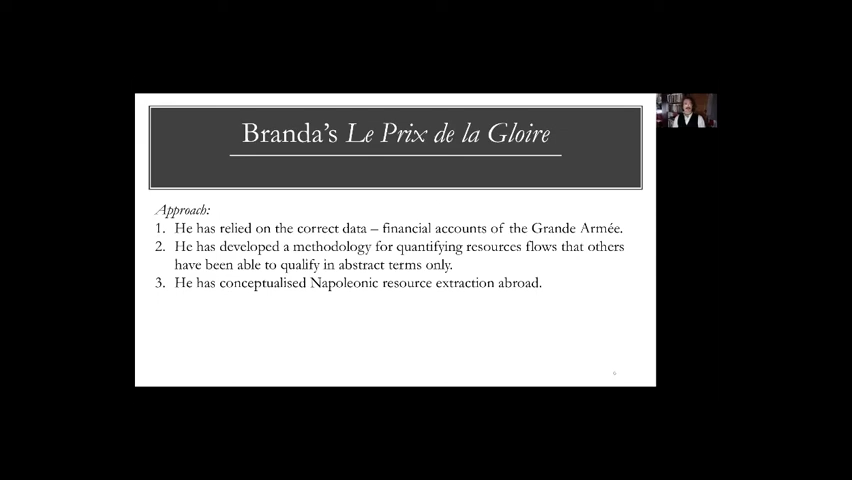 Branda's Le Prix de la Gloire
Approach:
1. He has relied on the correct data – financial accounts of the Grande Armée.
2. He has developed a methodology for quantifying resources flows that others
have been able to qualify in abstract terms only.
3. He has conceptualised Napoleonic resource extraction abroad.
6